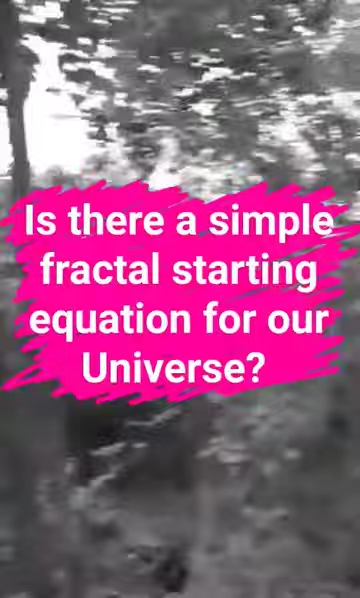 Is there a simple
fractal starting
equation for our
Universe?